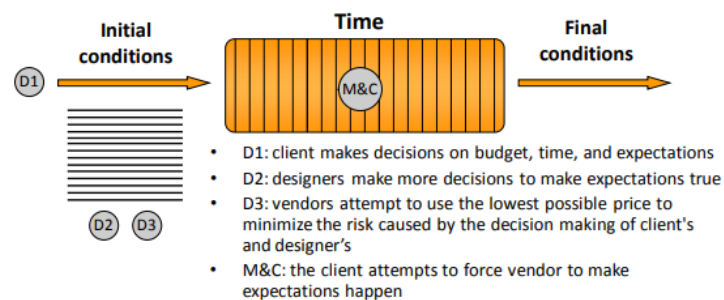 Initial
conditions
Time
Final
conditions
D1
M&C
D2
D3
• D1: client makes decisions on budget, time, and expectations
• D2: designers make more decisions to make expectations true
• D3: vendors attempt to use the lowest possible price to
minimize the risk caused by the decision making of client's
and designer’s
• M&C: the client attempts to force vendor to make
expectations happen